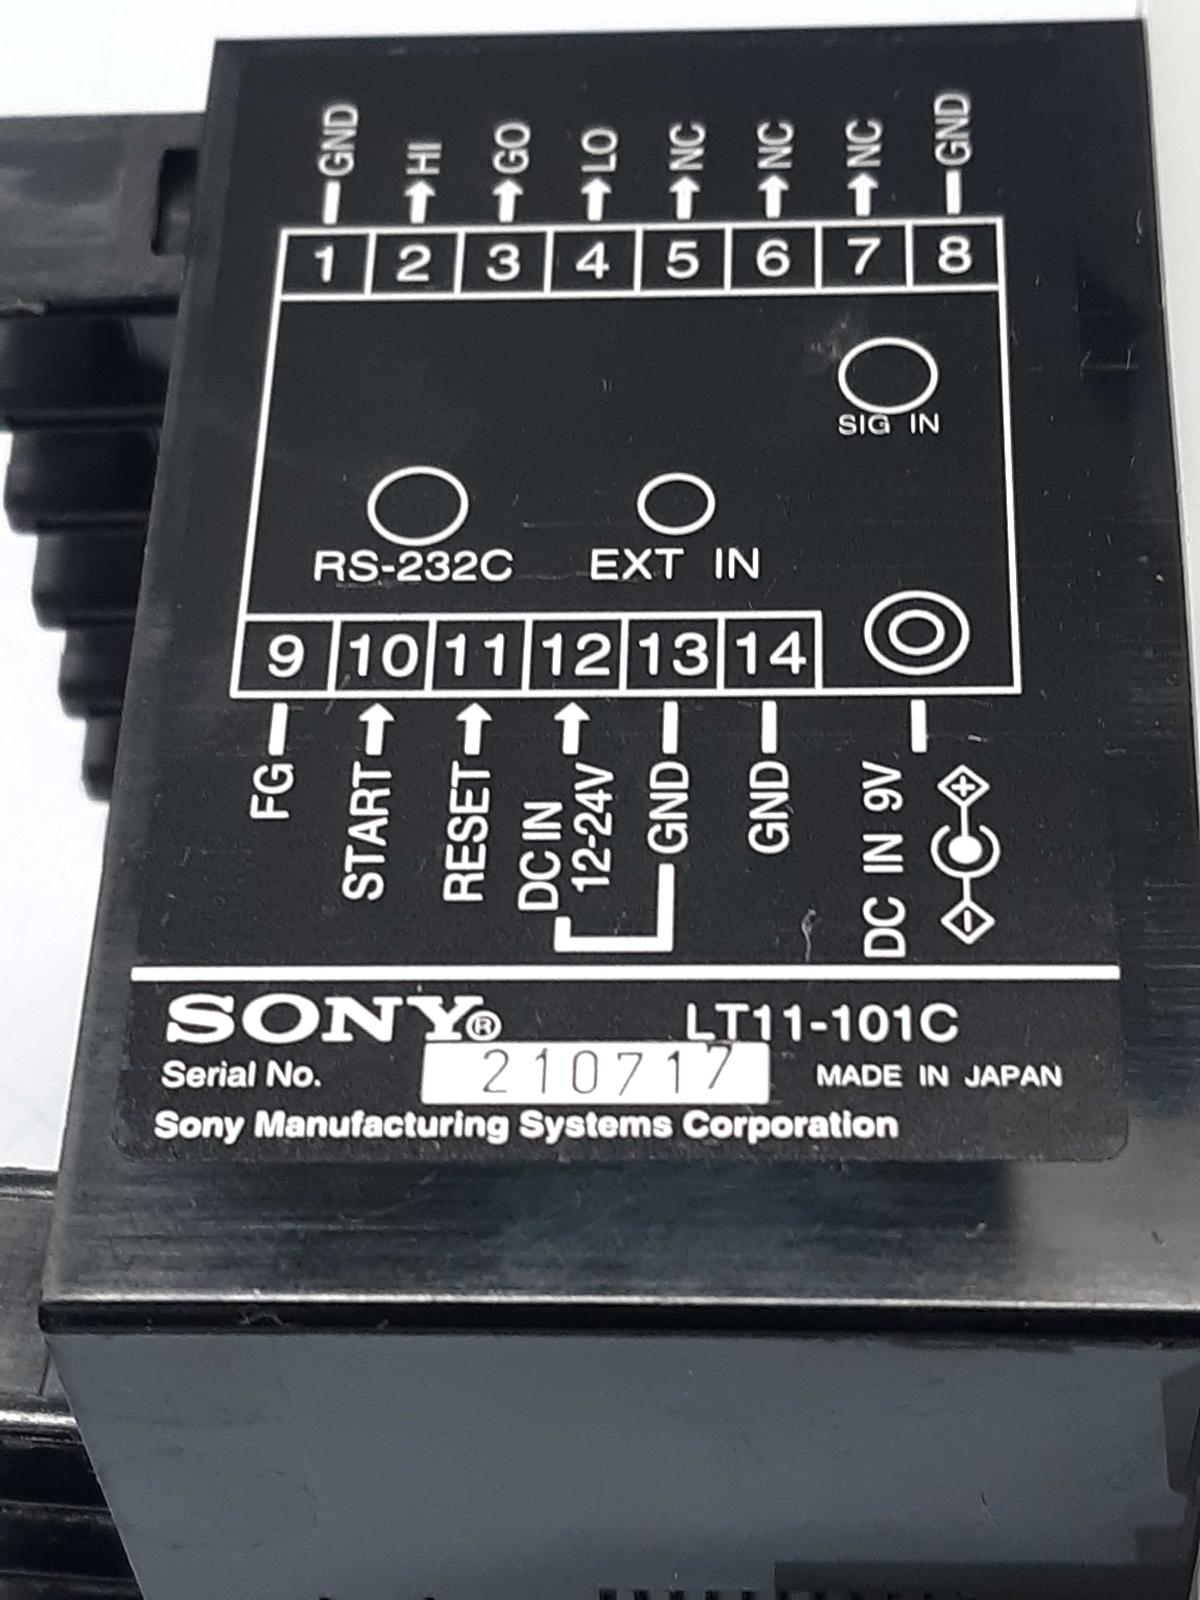 GND HI GO LO NC NC NC GND
1 2 3 4 5 6 7 8
SIG IN
RS-232C EXT IN
9 10 11 12 13 14
FG START RESET DC IN 12-24V GND GND DC IN 9V
+
-
SONY® LT11-101C
Serial No. 210717 MADE IN JAPAN
Sony Manufacturing Systems Corporation